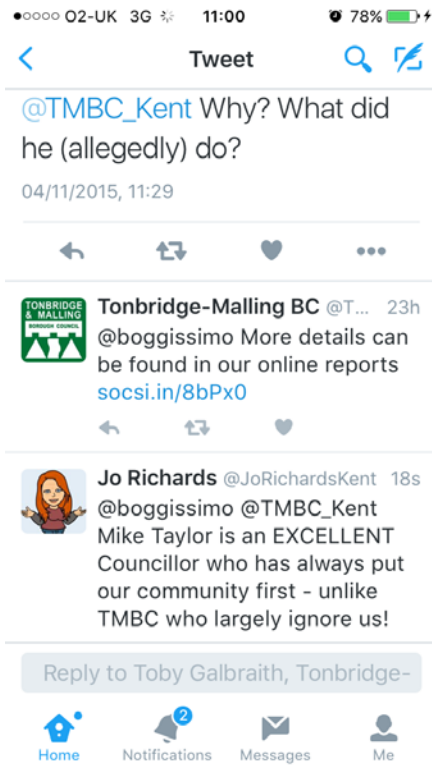 O2-UK 3G 11:00 78%
Tweet
@TMBC_Kent Why? What did
he (allegedly) do?
04/11/2015, 11:29
TONBRIDGE
& MALLING
BOROUGH COUNCIL
Tonbridge-Malling BC @T... 23h
@boggissimo More details can
be found in our online reports
socsi.in/8bPx0
Jo Richards @JoRichardsKent 18s
@boggissimo @TMBC_Kent
Mike Taylor is an EXCELLENT
Councillor who has always put
our community first - unlike
TMBC who largely ignore us!
Reply to Toby Galbraith, Tonbridge-
2
Home Notifications Messages Me